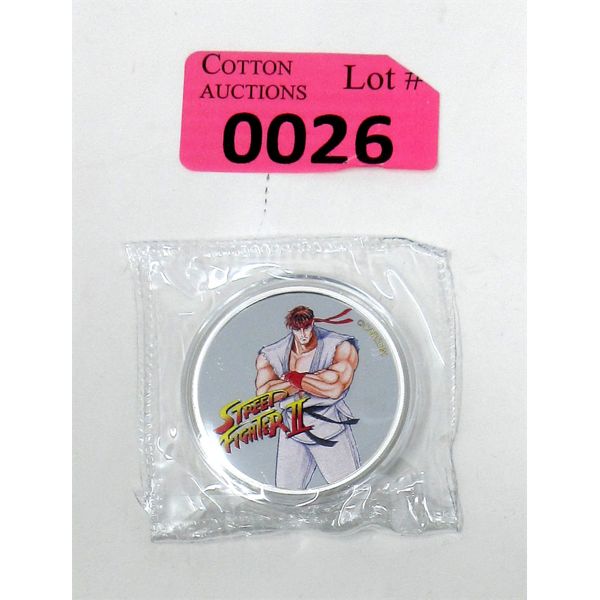 COTTON
AUCTIONS
Lot #
0026
STREET
FIGHTER II